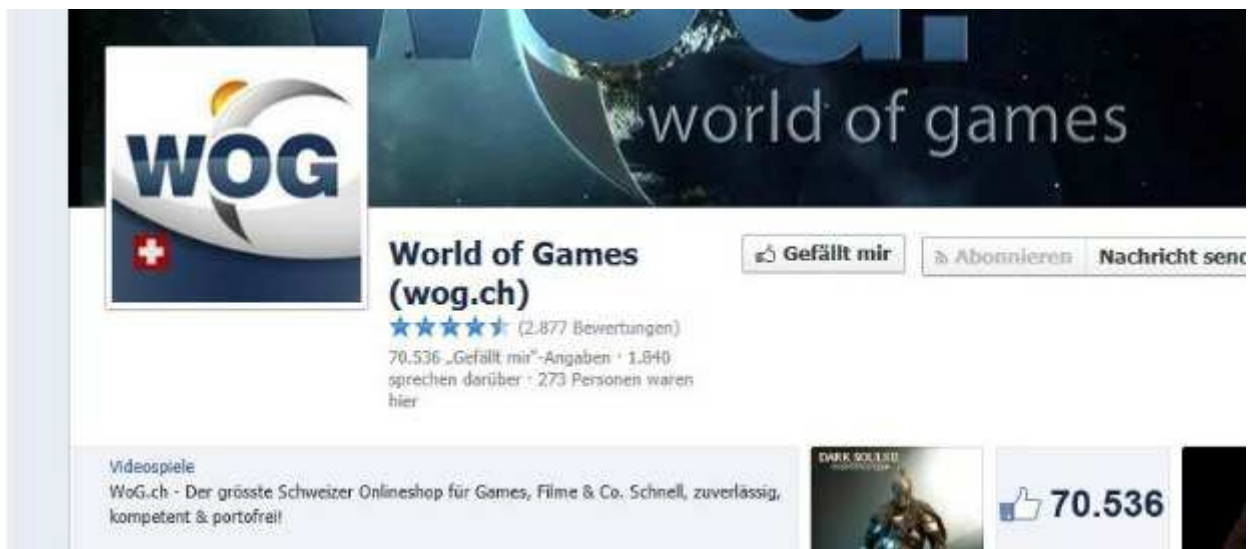 WOG.
world of games
WOG
World of Games
(wog.ch)
Gefällt mir
Abonnieren
Nachricht send
(2.877 Bewertungen)
70.536 „Gefällt mir"-Angaben · 1.840
sprechen darüber · 273 Personen waren
hier
Videospiele
WoG.ch - Der grösste Schweizer Onlineshop für Games, Filme & Co. Schnell, zuverlässig,
kompetent & portofrei!
DARK SOULS II
70.536